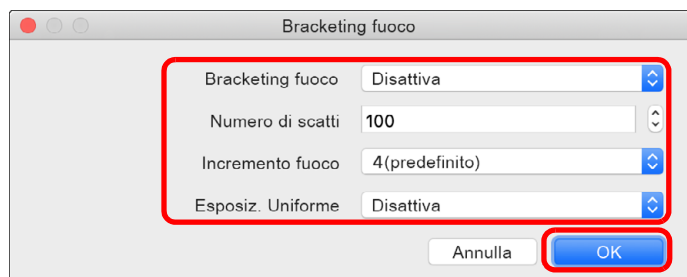 Bracketing fuoco
Bracketing fuoco Disattiva
Numero di scatti 100
Incremento fuoco 4(predefinito)
Esposiz. Uniforme Disattiva
Annulla OK